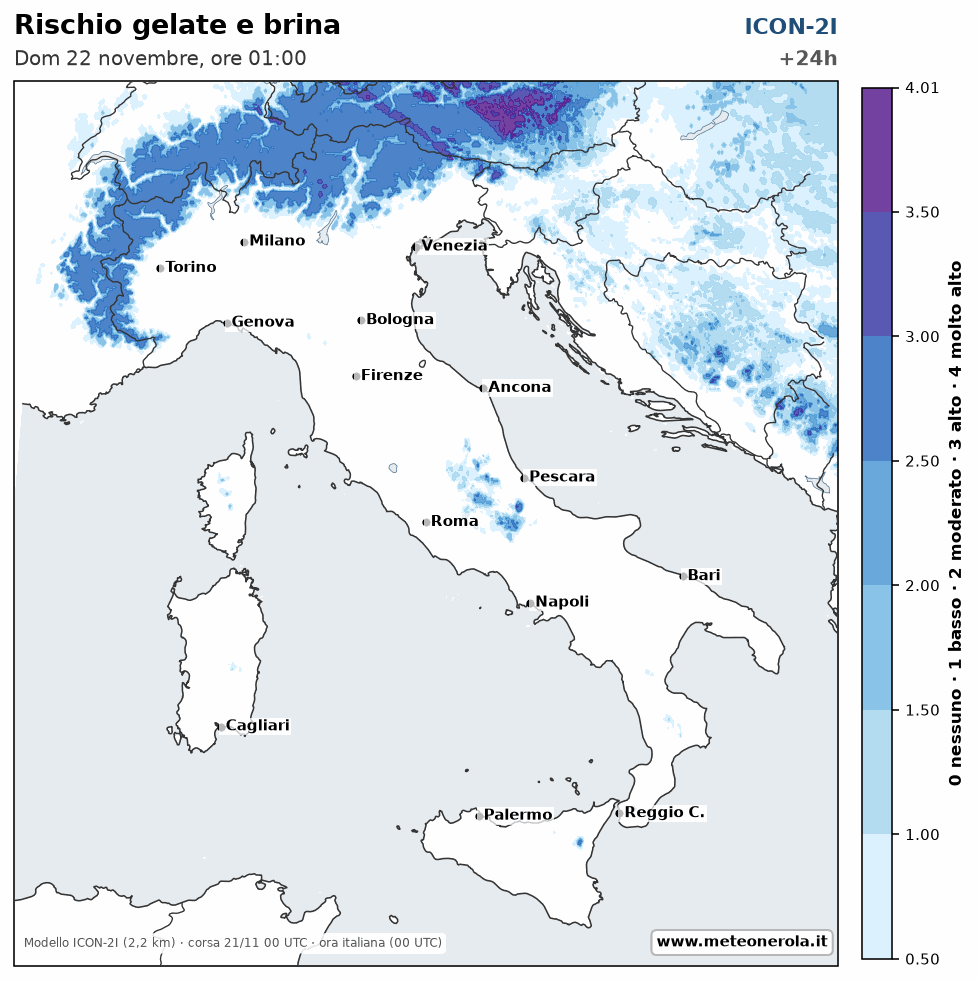 Rischio gelate e brina
ICON-2I
Dom 22 novembre, ore 01:00
+24h
4.01
3.50
3.00
2.50
2.00
1.50
1.00
0.50
0 nessuno · 1 basso · 2 moderato · 3 alto · 4 molto alto
Milano
Venezia
Torino
Genova
Bologna
Firenze
Ancona
Pescara
Roma
Bari
Napoli
Cagliari
Palermo
Reggio C.
Modello ICON-2I (2,2 km) · corsa 21/11 00 UTC · ora italiana (00 UTC)
www.meteonerola.it